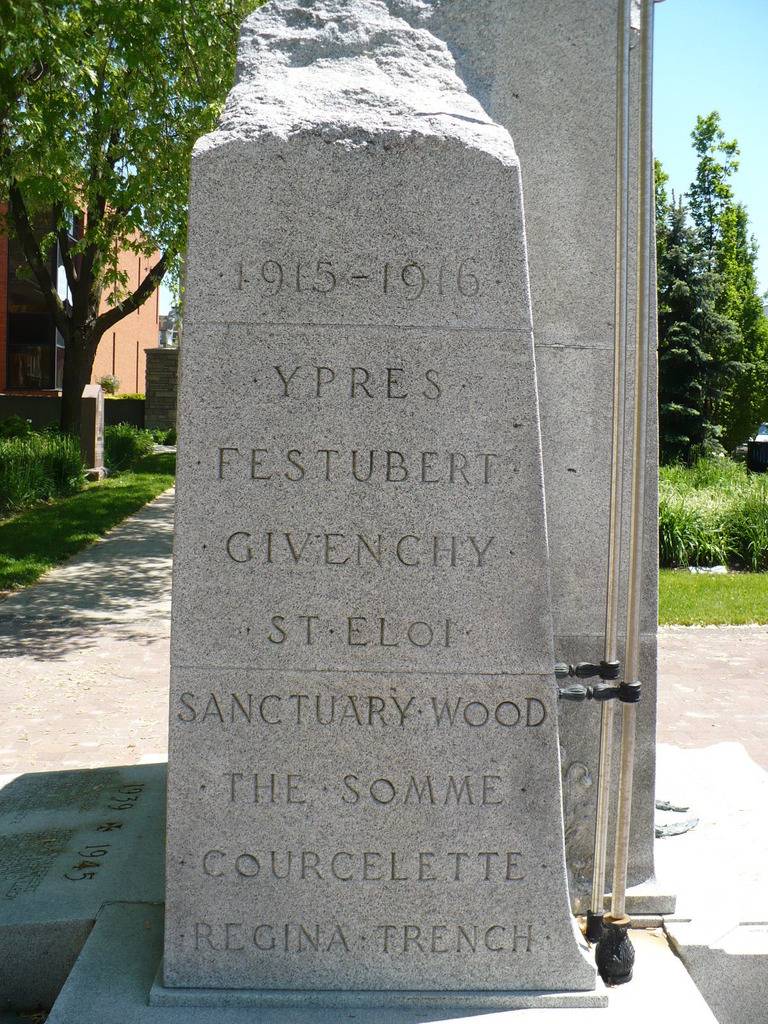 ·1915-1916·
·YPRES·
·FESTUBERT·
·GIVENCHY·
·ST·ELOI·
SANCTUARY·WOOD
·THE·SOMME·
·COURCELETTE·
·REGINA·TRENCH·
1939 1945